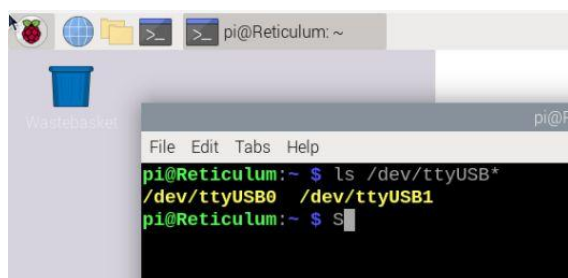 pi@Reticulum: ~
Wastebasket
pi@R
File Edit Tabs Help
pi@Reticulum:~ $ ls /dev/ttyUSB*
/dev/ttyUSB0  /dev/ttyUSB1
pi@Reticulum:~ $ S